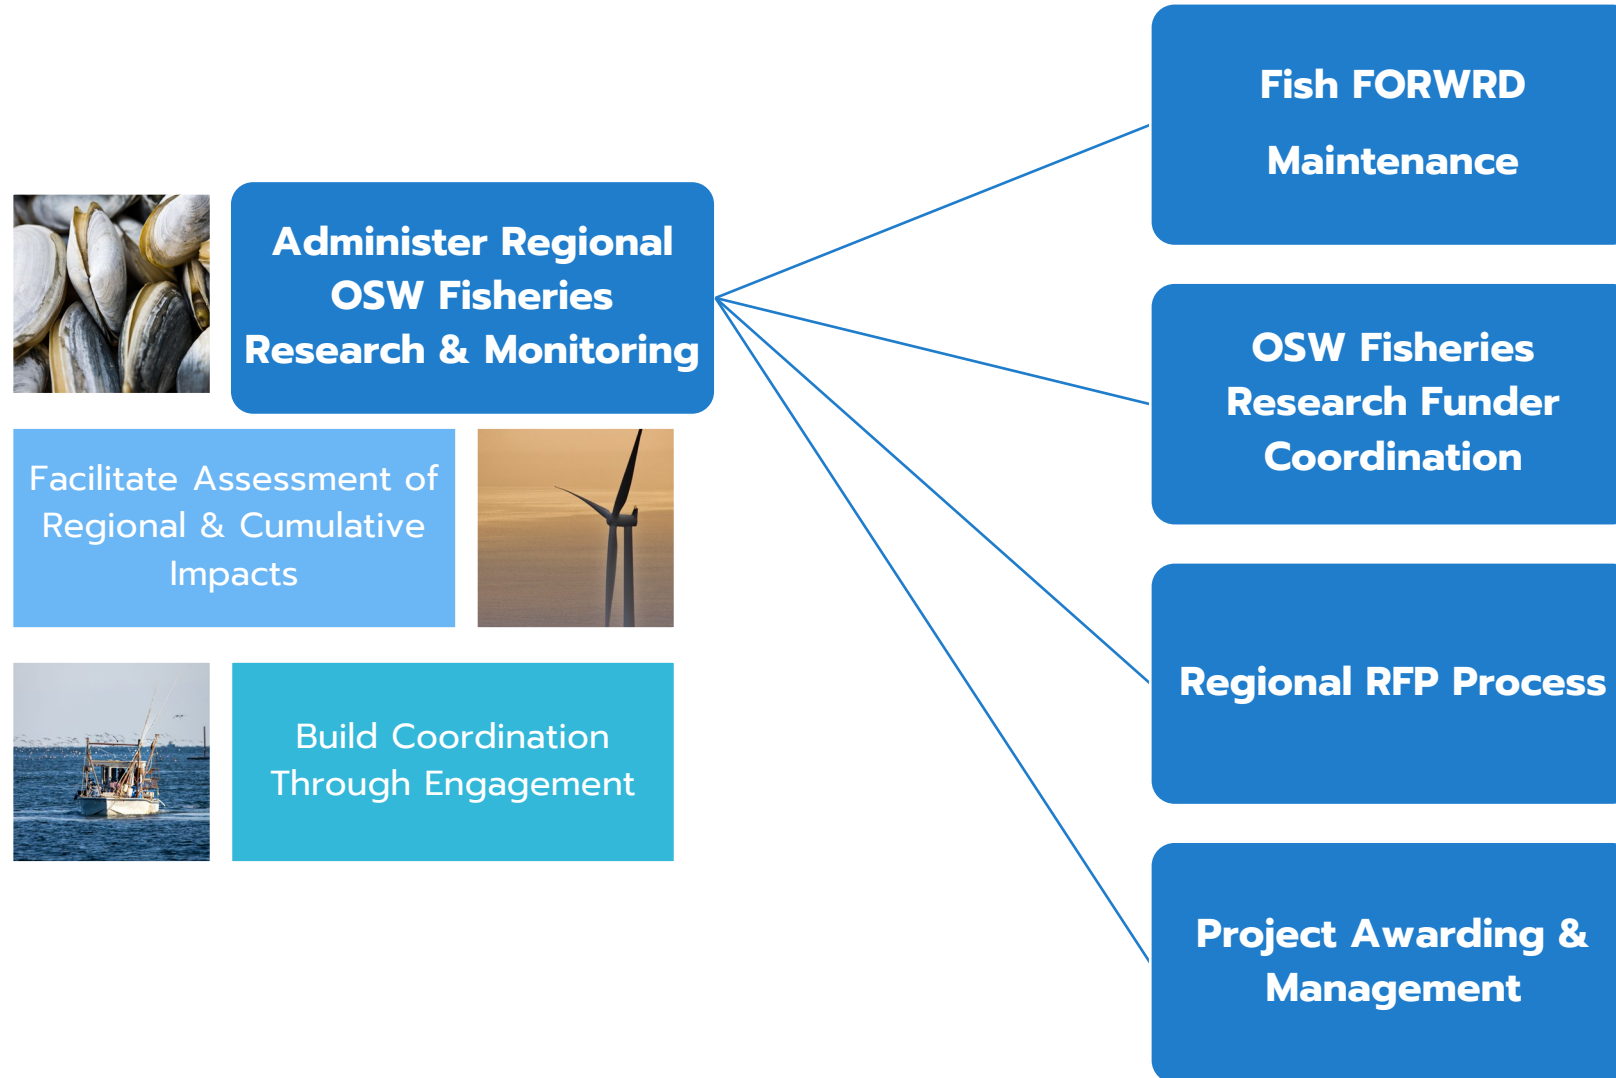 Administer Regional
OSW Fisheries
Research & Monitoring
Facilitate Assessment of
Regional & Cumulative
Impacts
Build Coordination
Through Engagement
Fish FORWRD
Maintenance
OSW Fisheries
Research Funder
Coordination
Regional RFP Process
Project Awarding &
Management